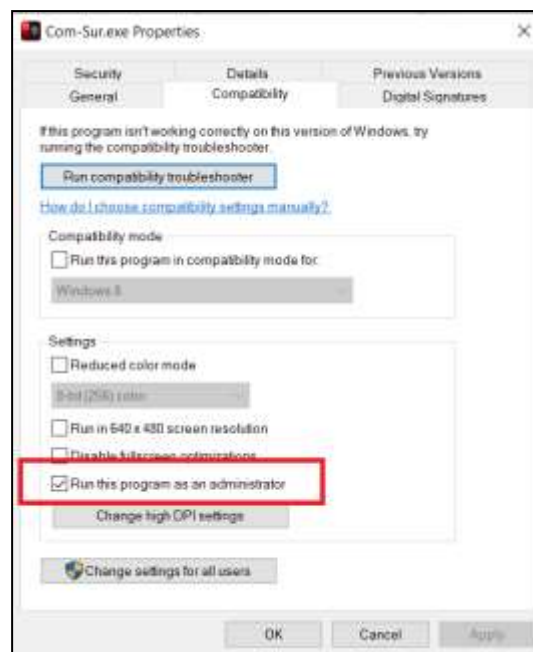 Com-Sur.exe Properties
Security Details Previous Versions
General Compatibility Digital Signatures
If this program isn't working correctly on this version of Windows, try
running the compatibility troubleshooter.
Run compatibility troubleshooter
How do I choose compatibility settings manually?
Compatibility mode
Run this program in compatibility mode for:
Windows 8
Settings
Reduced color mode
8-bit (256) color
Run in 640 x 480 screen resolution
Disable fullscreen optimizations
Run this program as an administrator
Change high DPI settings
Change settings for all users
OK Cancel Apply